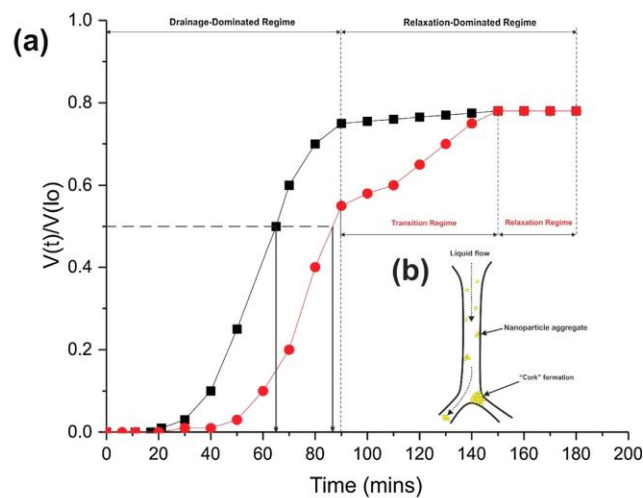 Drainage-Dominated Regime
Relaxation-Dominated Regime
(a)
1.0
0.8
0.6
0.4
0.2
0.0
V(t)/V(lo)
Transition Regime
Relaxation Regime
(b)
Liquid flow
Nanoparticle aggregate
"Cork" formation
0 20 40 60 80 100 120 140 160 180 200
Time (mins)